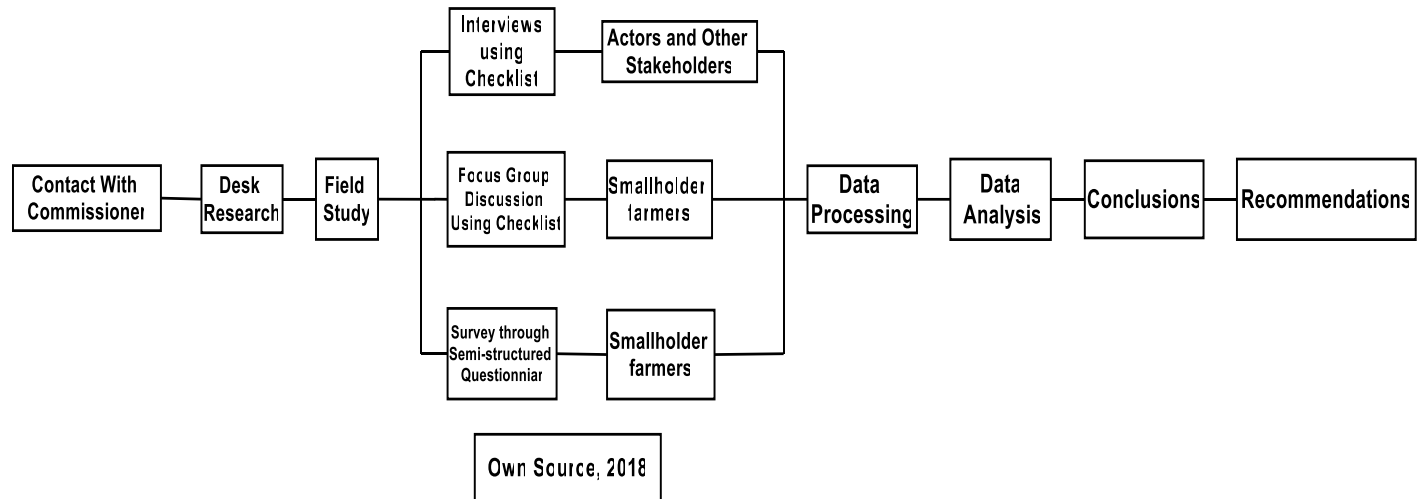 Contact With
Commissioner
Desk
Research
Field
Study
Interviews
using
Checklist
Actors and Other
Stakeholders
Focus Group
Discussion
Using Checklist
Smallholder
farmers
Survey through
Semi-structured
Questionniar
Smallholder
farmers
Data
Processing
Data
Analysis
Conclusions
Recommendations
Own Source, 2018